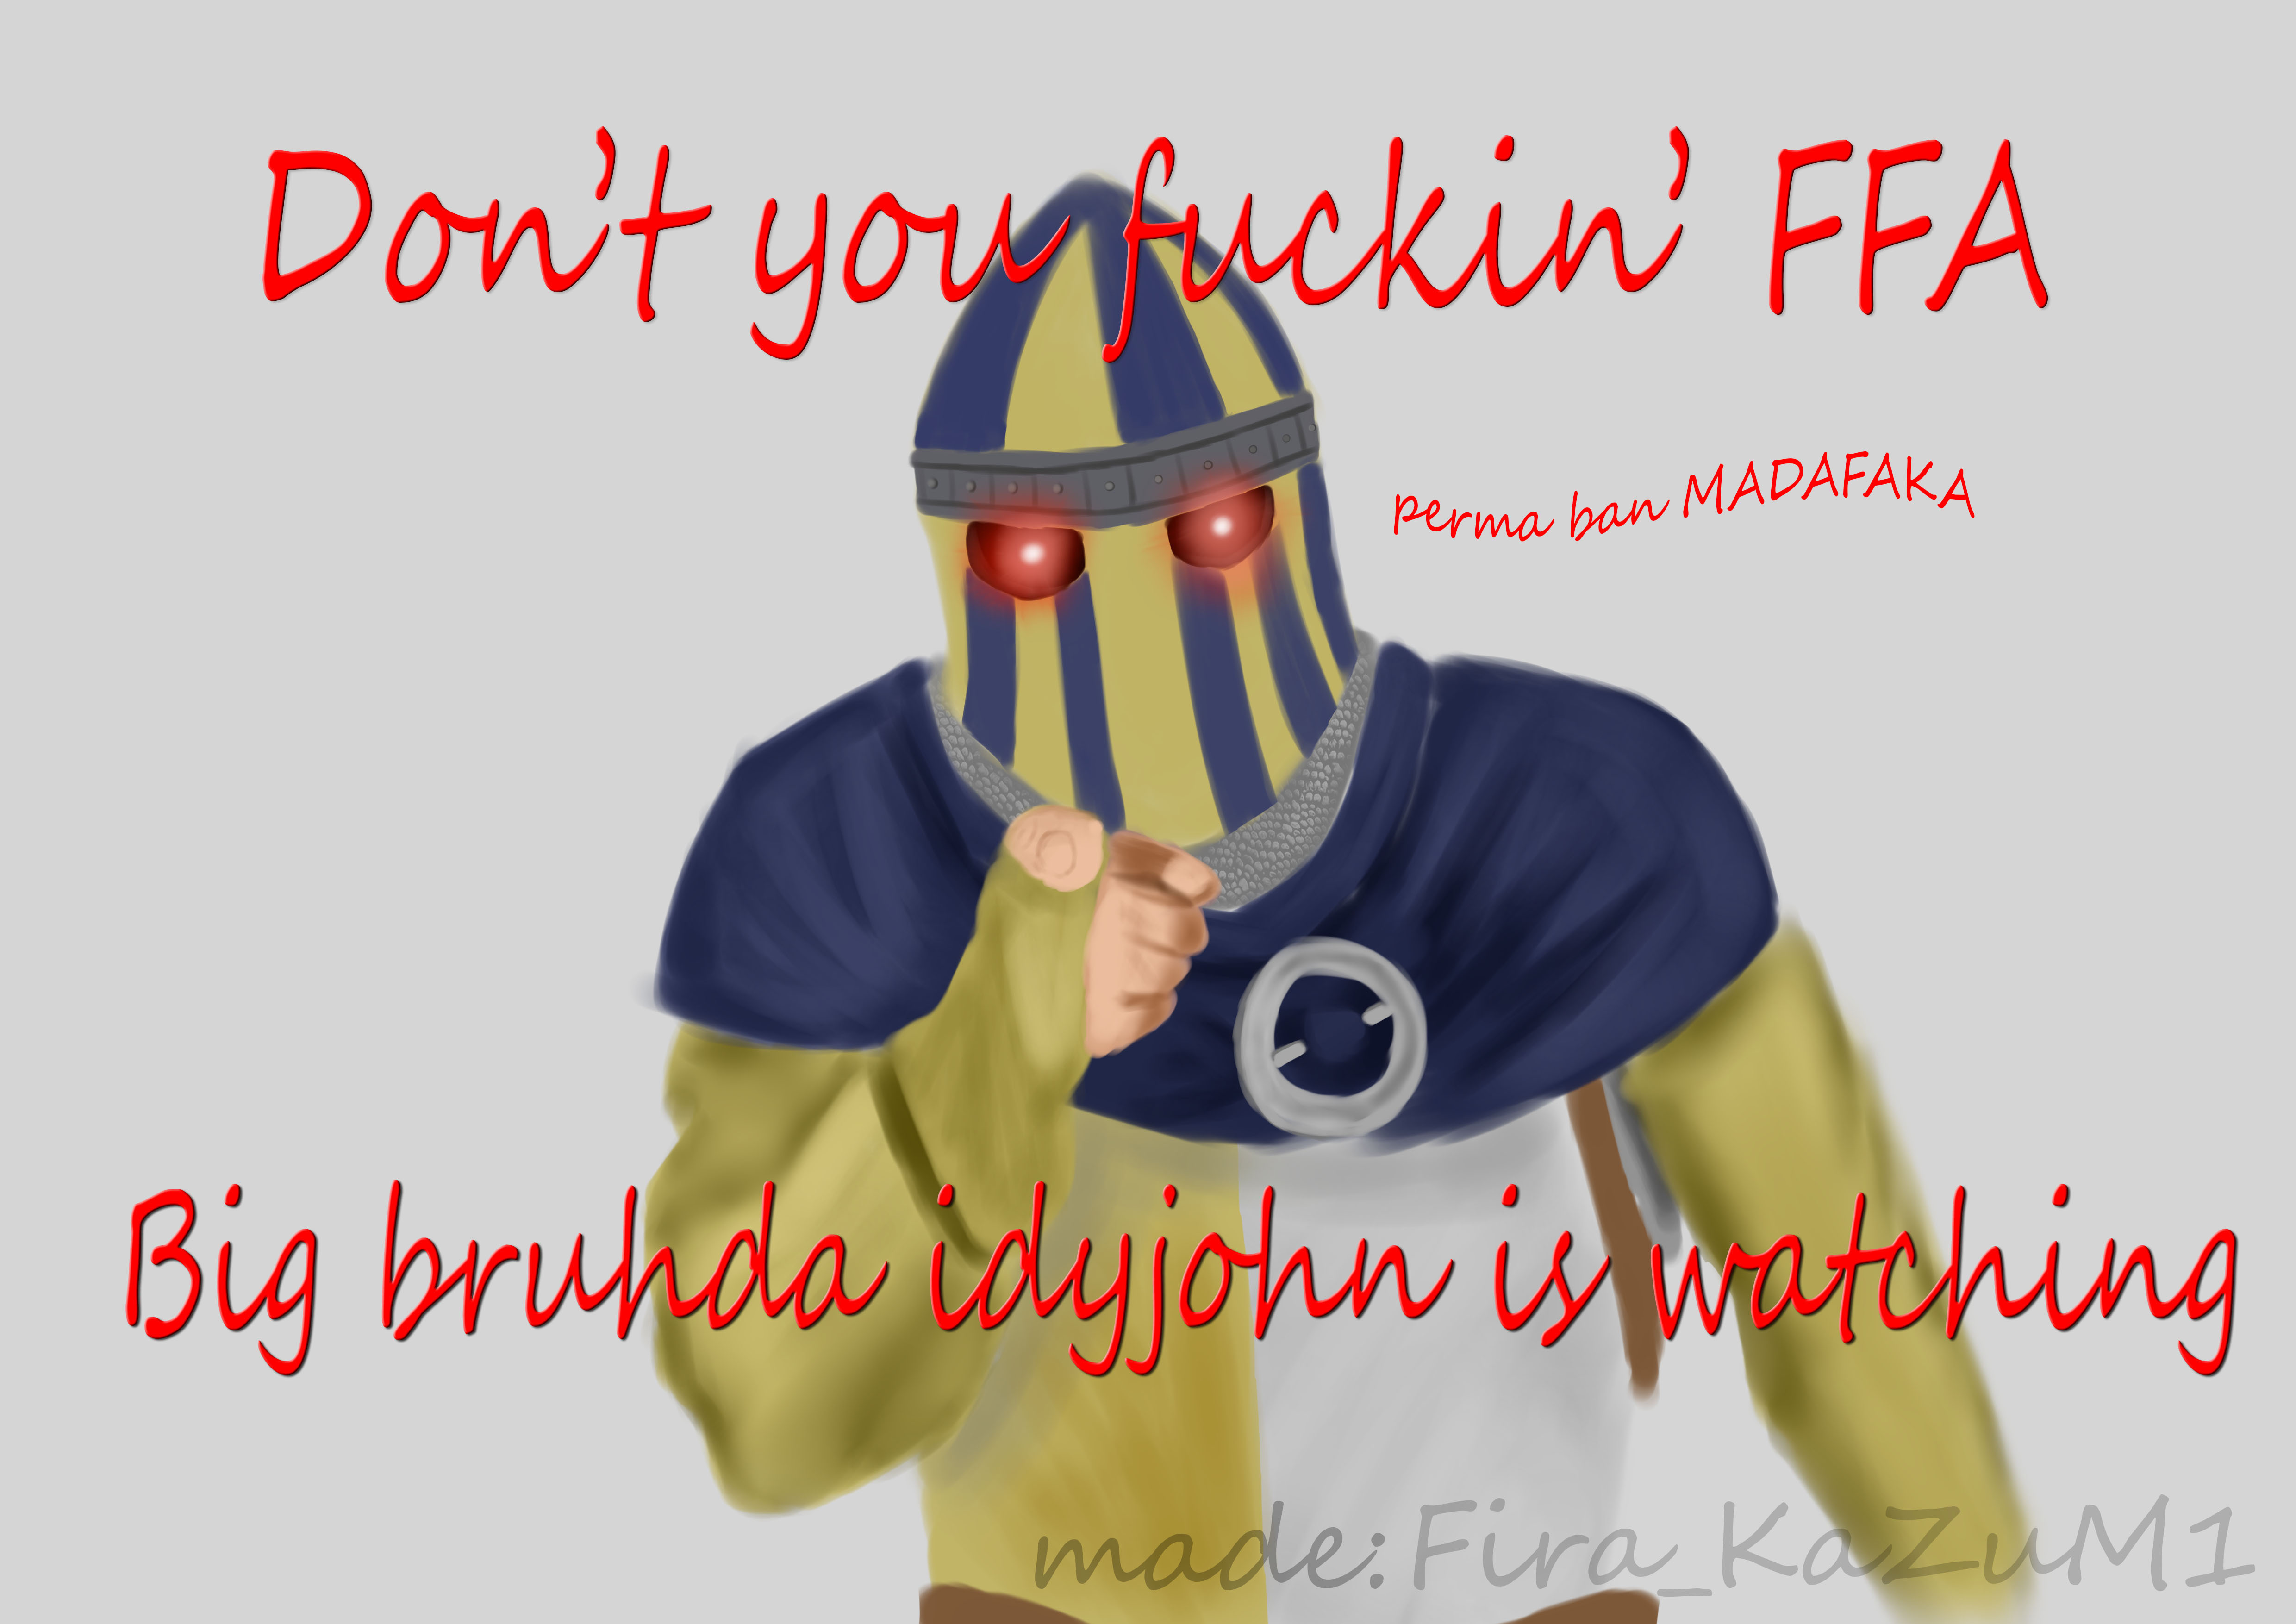 Don't you fuckin' FFA
perma ban MADAFAKA
Big bruhda idyjohn is watching
made:Fira_KaZuM1